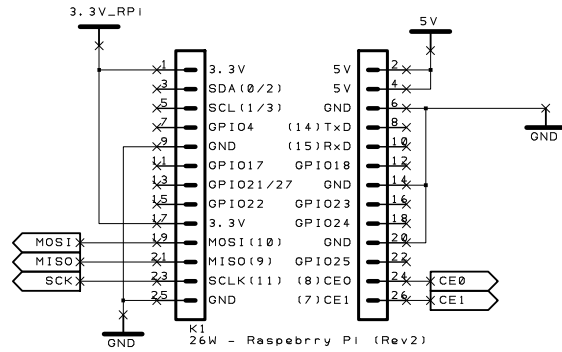 3.3V_RPi
5V
1 3.3V 5V 2
3 SDA(0/2) 5V 4
5 SCL(1/3) GND 6
7 GPIO4 (14)TxD 8
9 GND (15)RxD 10
11 GPIO17 GPIO18 12
13 GPIO21/27 GND 14
15 GPIO22 GPIO23 16
17 3.3V GPIO24 18
MOSI 19 MOSI(10) GND 20
MISO 21 MISO(9) GPIO25 22
SCK 23 SCLK(11) (8)CE0 24 CE0
25 GND (7)CE1 26 CE1
GND
GND
K1
26W - Raspebrry Pi (Rev2)